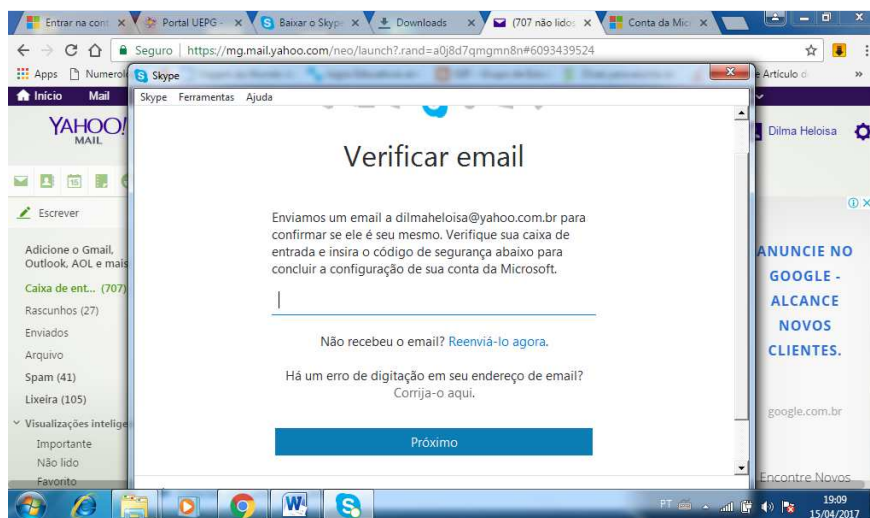 Entrar na cont
Portal UEPG -
Baixar o Skyp
Downloads
(707 não lidos
Conta da Micr
Seguro | https://mg.mail.yahoo.com/neo/launch?.rand=a0j8d7qmgmn8n#6093439524
Apps
Skype
Início
Mail
Skype Ferramentas Ajuda
YAHOO!
MAIL
Dilma Heloisa
Verificar email
Enviamos um email a dilmaheloisa@yahoo.com.br para
confirmar se ele é seu mesmo. Verifique sua caixa de
entrada e insira o código de segurança abaixo para
concluir a configuração de sua conta da Microsoft.
Não recebeu o email? Reenviá-lo agora.
Há um erro de digitação em seu endereço de email?
Corrija-o aqui.
Próximo
Escrever
Adicione o Gmail,
Outlook, AOL e mais
Caixa de ent... (707)
Rascunhos (27)
Enviados
Arquivo
Spam (41)
Lixeira (105)
Visualizações intelige
Importante
Não lido
Favorito
ANUNCIE NO
GOOGLE -
ALCANCE
NOVOS
CLIENTES.
google.com.br
Encontre Novos
PT
19:09
15/04/2017